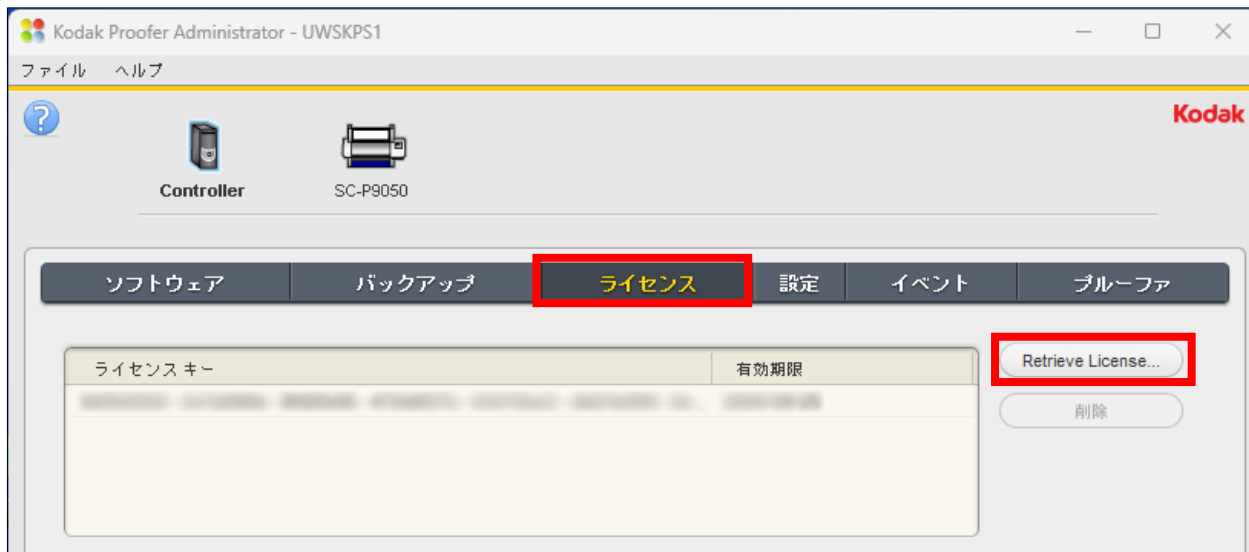 Kodak Proofer Administrator - UWSKPS1
ファイル ヘルプ
Kodak
Controller
SC-P9050
ソフトウェア バックアップ ライセンス 設定 イベント プルーファ
ライセンス キー 有効期限
Retrieve License...
削除